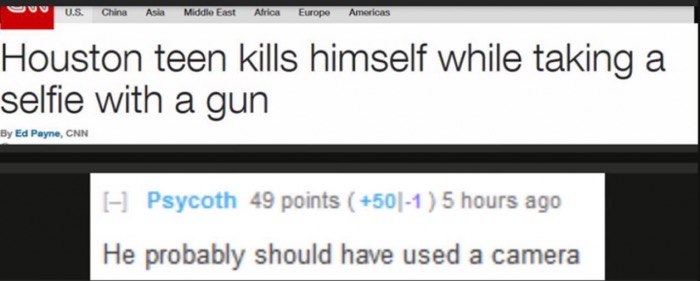 CNN
U.S. China Asia Middle East Africa Europe Americas
Houston teen kills himself while taking a
selfie with a gun
By Ed Payne, CNN
[–] Psycoth 49 points (+50|-1) 5 hours ago
He probably should have used a camera